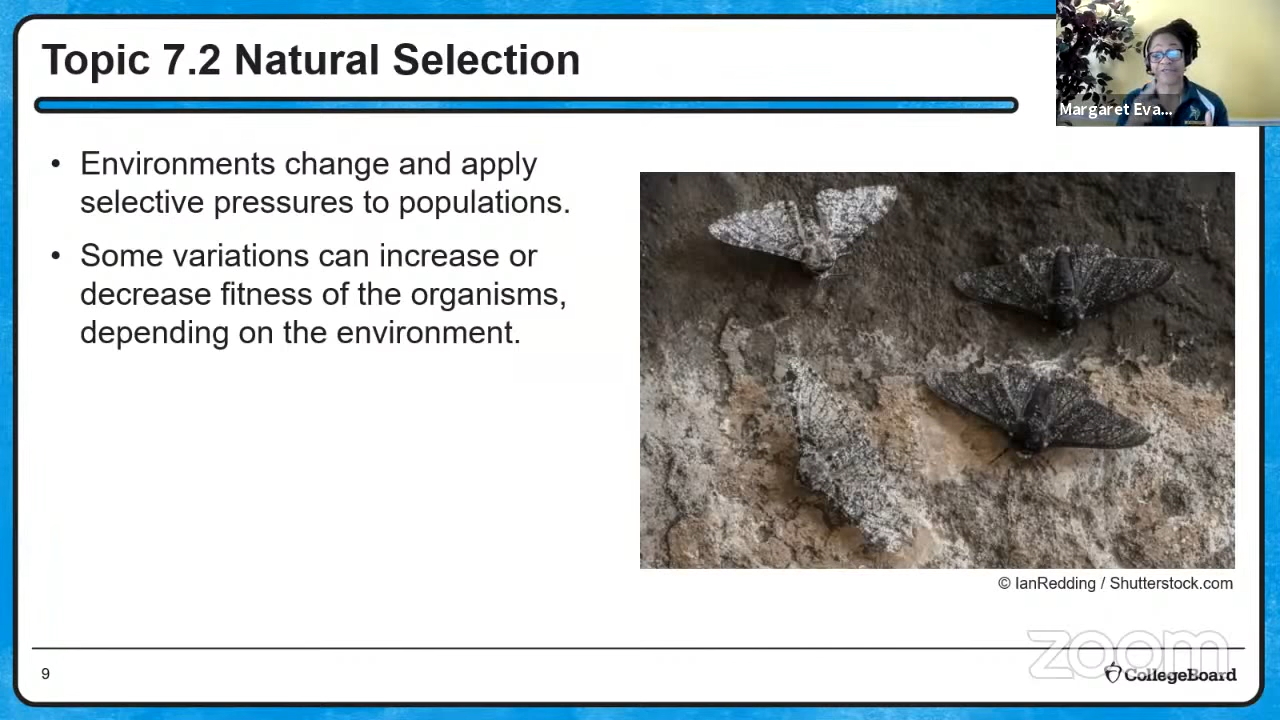 Topic 7.2 Natural Selection
Margaret Eva...
• Environments change and apply
selective pressures to populations.
• Some variations can increase or
decrease fitness of the organisms,
depending on the environment.
© IanRedding / Shutterstock.com
zoom
9
CollegeBoard